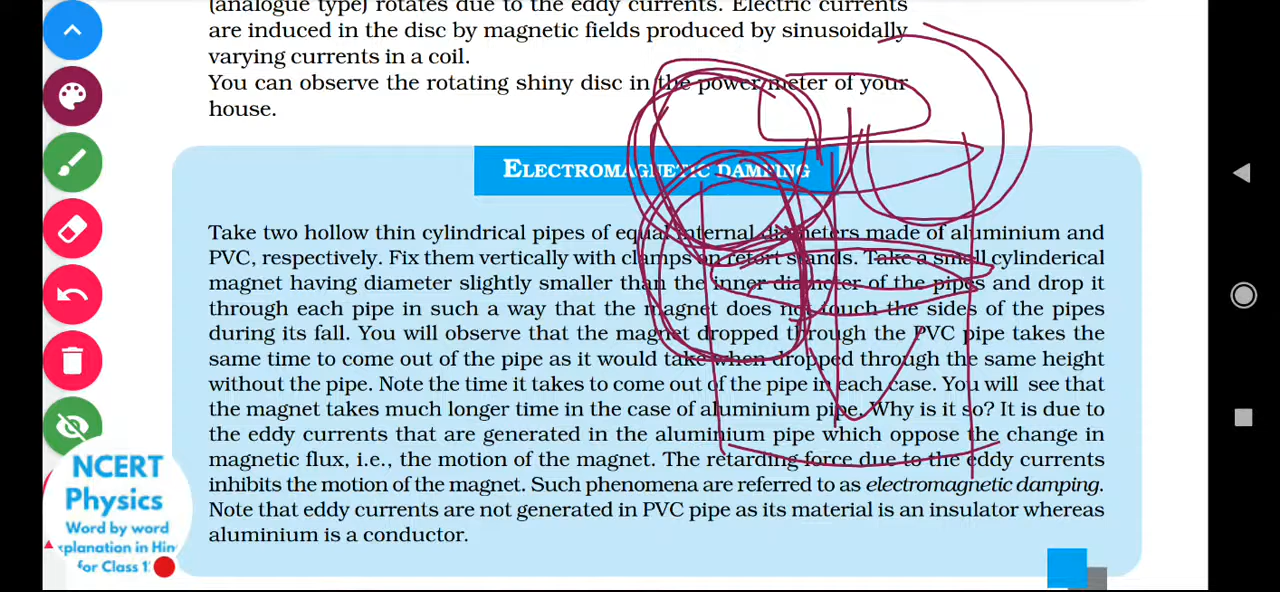 (analogue type) rotates due to the eddy currents. Electric currents
are induced in the disc by magnetic fields produced by sinusoidally
varying currents in a coil.
You can observe the rotating shiny disc in the power meter of your
house.
ELECTROMAGNETIC DAMPING
Take two hollow thin cylindrical pipes of equal internal diameters made of aluminium and
PVC, respectively. Fix them vertically with clamps on retort stands. Take a small cylinderical
magnet having diameter slightly smaller than the inner diameter of the pipes and drop it
through each pipe in such a way that the magnet does not touch the sides of the pipes
during its fall. You will observe that the magnet dropped through the PVC pipe takes the
same time to come out of the pipe as it would take when dropped through the same height
without the pipe. Note the time it takes to come out of the pipe in each case. You will see that
the magnet takes much longer time in the case of aluminium pipe. Why is it so? It is due to
the eddy currents that are generated in the aluminium pipe which oppose the change in
magnetic flux, i.e., the motion of the magnet. The retarding force due to the eddy currents
inhibits the motion of the magnet. Such phenomena are referred to as electromagnetic damping.
Note that eddy currents are not generated in PVC pipe as its material is an insulator whereas
aluminium is a conductor.
NCERT
Physics
Word by word
planation in Hin
for Class 1